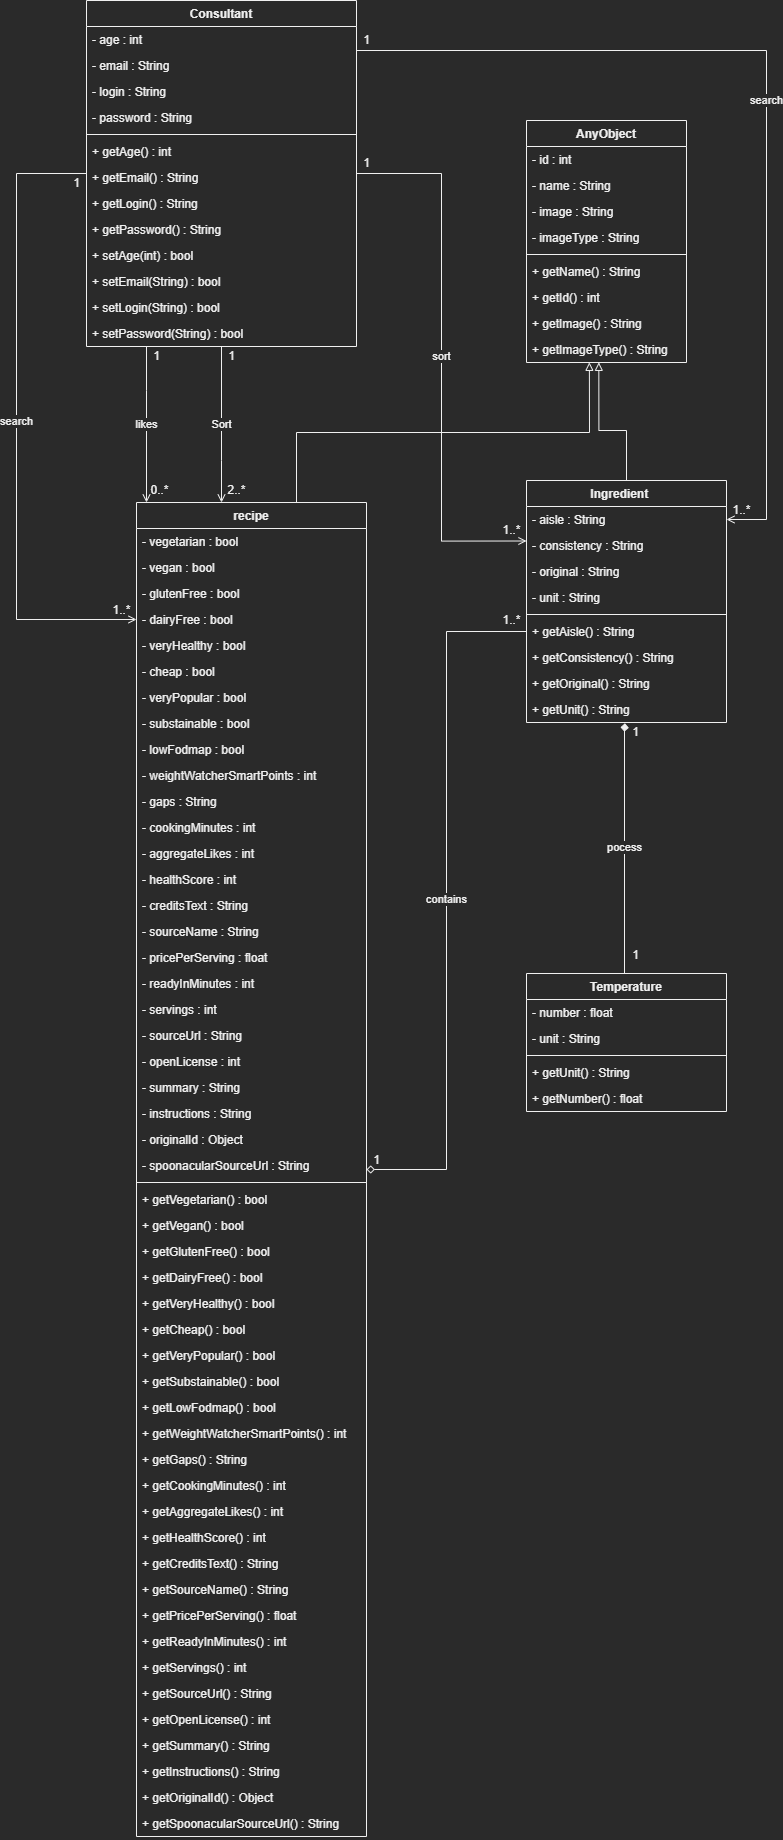 Consultant
- age : int
- email : String
- login : String
- password : String
+ getAge() : int
+ getEmail() : String
+ getLogin() : String
+ getPassword() : String
+ setAge(int) : bool
+ setEmail(String) : bool
+ setLogin(String) : bool
+ setPassword(String) : bool
1
search
1
1
1
1
search
likes
Sort
sort
0..*
2..*
1..*
1..*
1..*
AnyObject
- id : int
- name : String
- image : String
- imageType : String
+ getName() : String
+ getId() : int
+ getImage() : String
+ getImageType() : String
Ingredient
- aisle : String
- consistency : String
- original : String
- unit : String
+ getAisle() : String
+ getConsistency() : String
+ getOriginal() : String
+ getUnit() : String
1..*
contains
1
1
pocess
1
Temperature
- number : float
- unit : String
+ getUnit() : String
+ getNumber() : float
recipe
- vegetarian : bool
- vegan : bool
- glutenFree : bool
- dairyFree : bool
- veryHealthy : bool
- cheap : bool
- veryPopular : bool
- substainable : bool
- lowFodmap : bool
- weightWatcherSmartPoints : int
- gaps : String
- cookingMinutes : int
- aggregateLikes : int
- healthScore : int
- creditsText : String
- sourceName : String
- pricePerServing : float
- readyInMinutes : int
- servings : int
- sourceUrl : String
- openLicense : int
- summary : String
- instructions : String
- originalId : Object
- spoonacularSourceUrl : String
+ getVegetarian() : bool
+ getVegan() : bool
+ getGlutenFree() : bool
+ getDairyFree() : bool
+ getVeryHealthy() : bool
+ getCheap() : bool
+ getVeryPopular() : bool
+ getSubstainable() : bool
+ getLowFodmap() : bool
+ getWeightWatcherSmartPoints() : int
+ getGaps() : String
+ getCookingMinutes() : int
+ getAggregateLikes() : int
+ getHealthScore() : int
+ getCreditsText() : String
+ getSourceName() : String
+ getPricePerServing() : float
+ getReadyInMinutes() : int
+ getServings() : int
+ getSourceUrl() : String
+ getOpenLicense() : int
+ getSummary() : String
+ getInstructions() : String
+ getOriginalId() : Object
+ getSpoonacularSourceUrl() : String